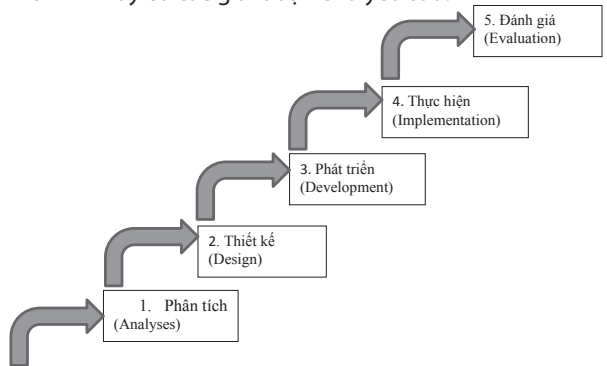 5. Đánh giá
(Evaluation)
4. Thực hiện
(Implementation)
3. Phát triển
(Development)
2. Thiết kế
(Design)
1. Phân tích
(Analyses)